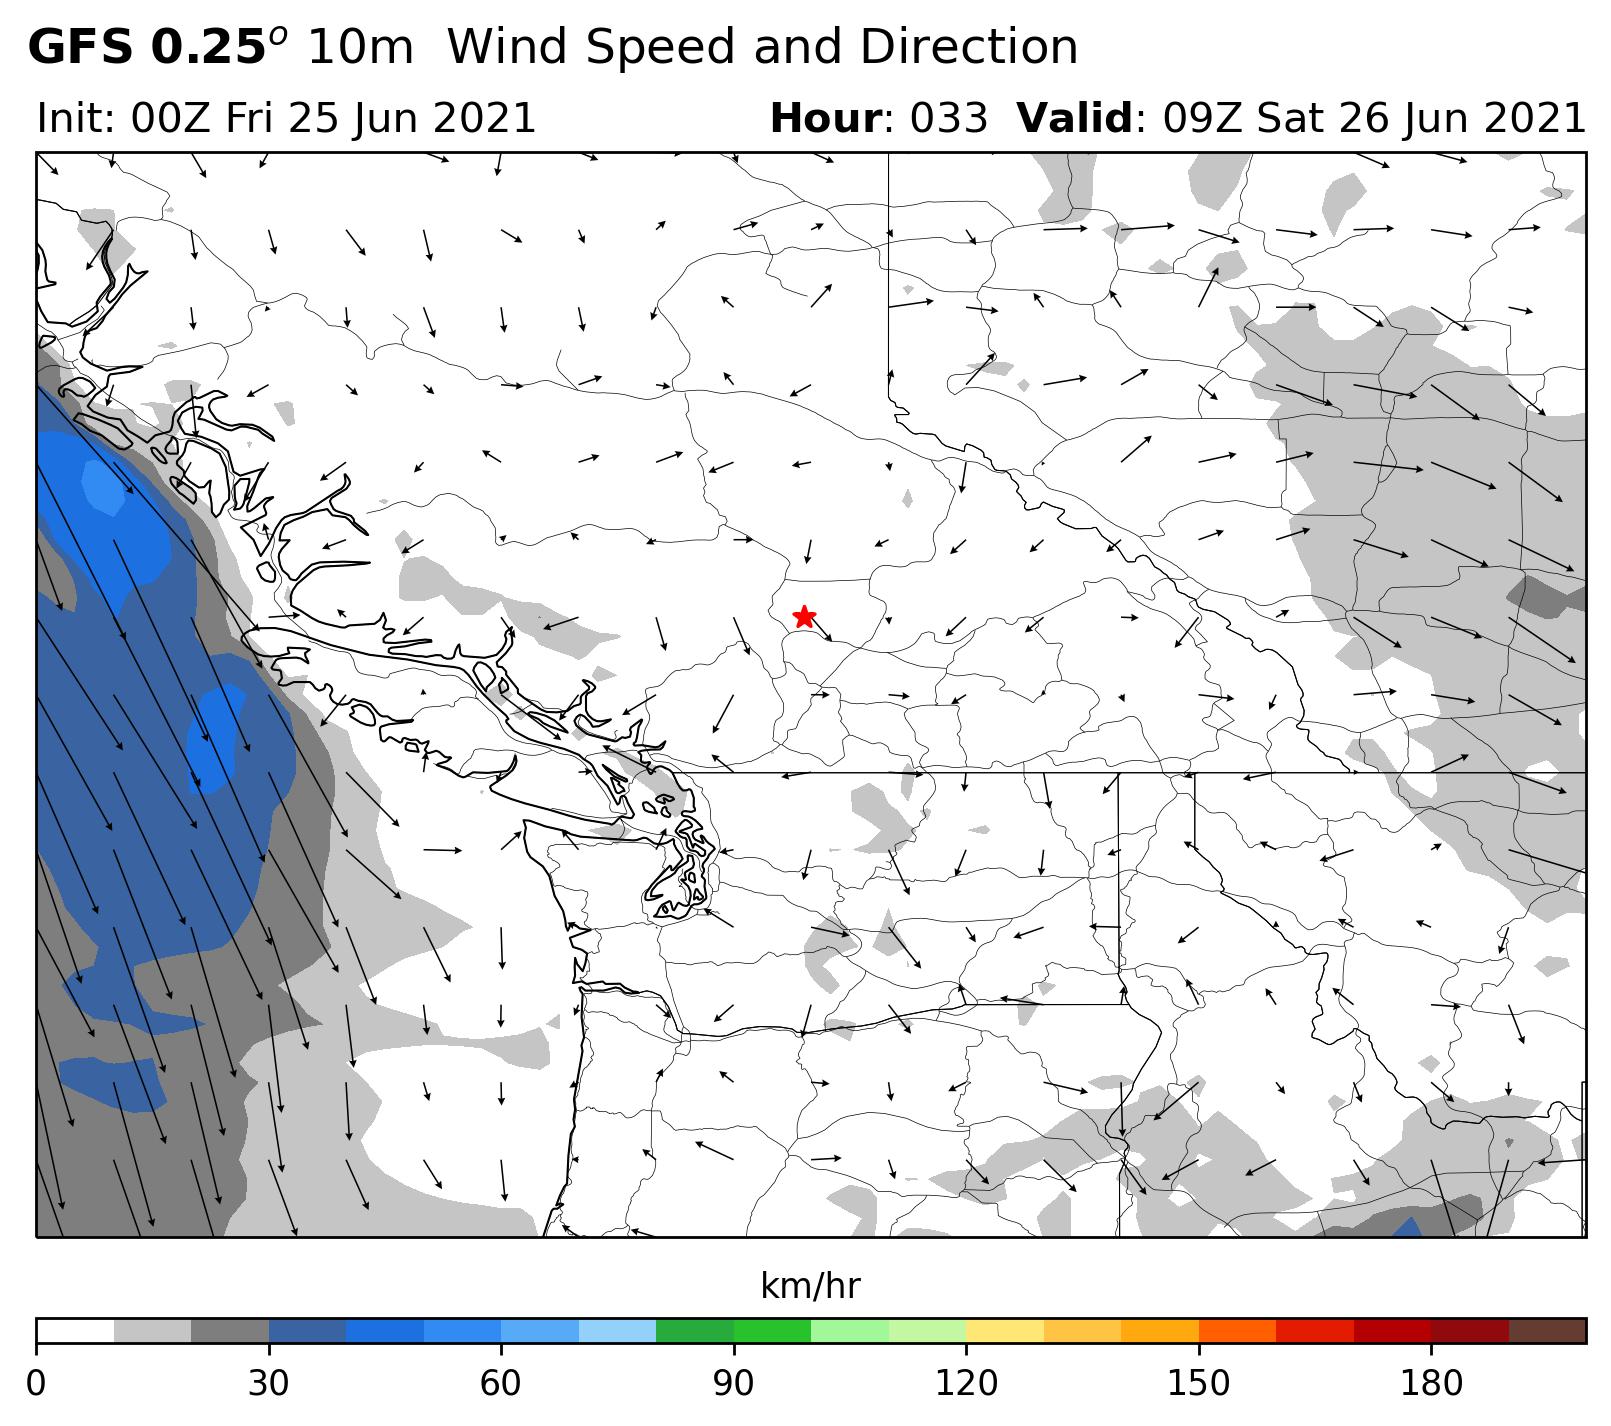 GFS 0.25° 10m Wind Speed and Direction
Init: 00Z Fri 25 Jun 2021 Hour: 033 Valid: 09Z Sat 26 Jun 2021
km/hr
0 30 60 90 120 150 180